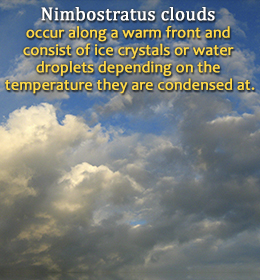 Nimbostratus clouds
occur along a warm front and
consist of ice crystals or water
droplets depending on the
temperature they are condensed at.